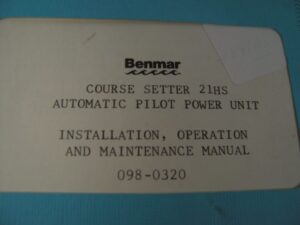 Benmar
COURSE SETTER 21HS
AUTOMATIC PILOT POWER UNIT
INSTALLATION, OPERATION
AND MAINTENANCE MANUAL
098-0320